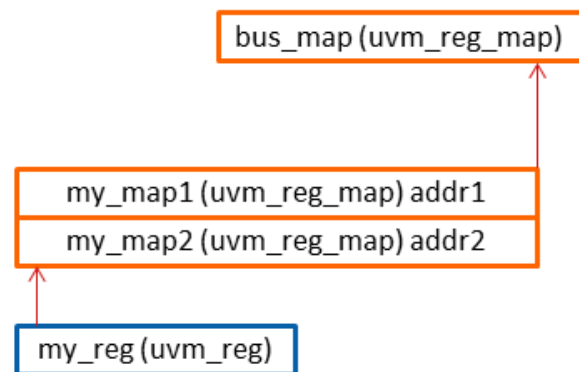 bus_map (uvm_reg_map)
my_map1 (uvm_reg_map) addr1
my_map2 (uvm_reg_map) addr2
my_reg (uvm_reg)